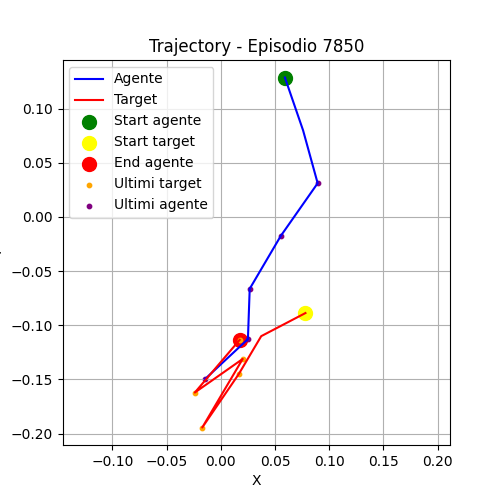 Trajectory - Episodio 7850
Agente
Target
Start agente
Start target
End agente
Ultimi target
Ultimi agente
0.10
0.05
0.00
−0.05
−0.10
−0.15
−0.20
−0.10
−0.05
0.00
0.05
0.10
0.15
0.20
X